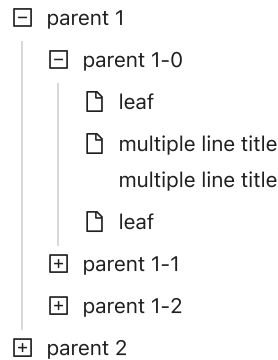 parent 1
parent 1-0
leaf
multiple line title
multiple line title
leaf
parent 1-1
parent 1-2
parent 2